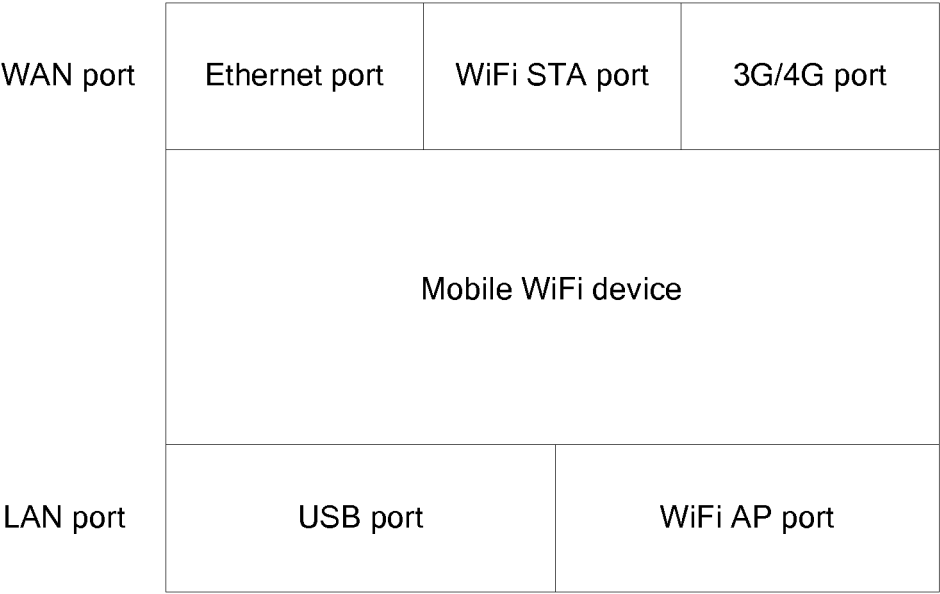 WAN port
Ethernet port
WiFi STA port
3G/4G port
Mobile WiFi device
LAN port
USB port
WiFi AP port